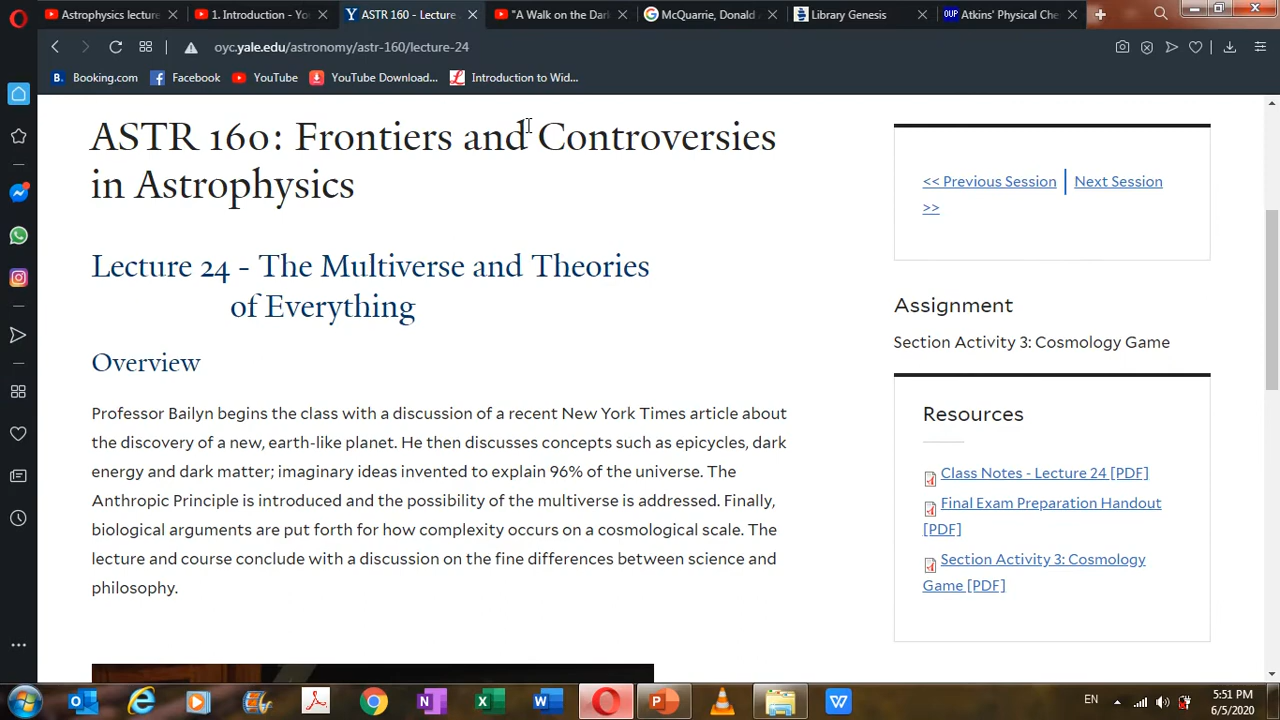 Astrophysics lecture
1. Introduction - Yo
ASTR 160 - Lecture
"A Walk on the Dar
McQuarrie, Donald
Library Genesis
OUP
Atkins' Physical Che
oyc.yale.edu/astronomy/astr-160/lecture-24
B. Booking.com
Facebook
YouTube
YouTube Download...
Introduction to Wid...
ASTR 160: Frontiers and Controversies
in Astrophysics
Lecture 24 - The Multiverse and Theories
of Everything
Overview
Professor Bailyn begins the class with a discussion of a recent New York Times article about
the discovery of a new, earth-like planet. He then discusses concepts such as epicycles, dark
energy and dark matter; imaginary ideas invented to explain 96% of the universe. The
Anthropic Principle is introduced and the possibility of the multiverse is addressed. Finally,
biological arguments are put forth for how complexity occurs on a cosmological scale. The
lecture and course conclude with a discussion on the fine differences between science and
philosophy.
<< Previous Session
Next Session
>>
Assignment
Section Activity 3: Cosmology Game
Resources
Class Notes - Lecture 24 [PDF]
Final Exam Preparation Handout
[PDF]
Section Activity 3: Cosmology
Game [PDF]
EN
5:51 PM
6/5/2020